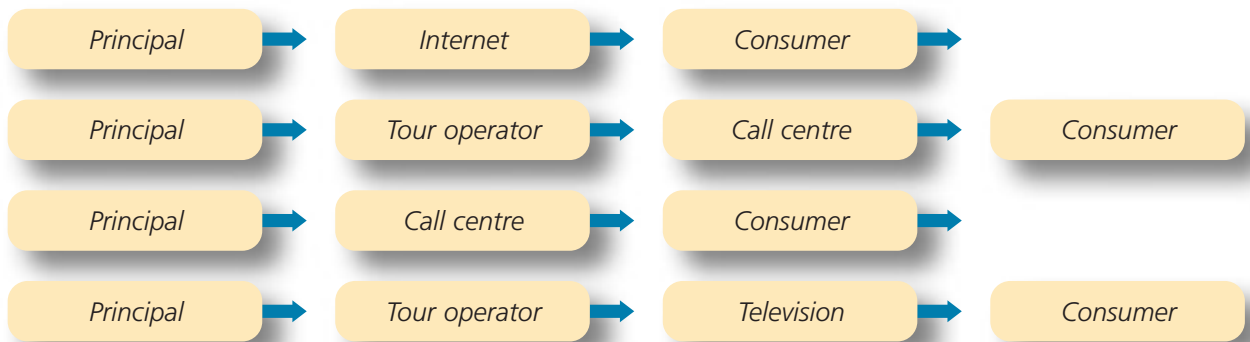 Principal Internet Consumer
Principal Tour operator Call centre Consumer
Principal Call centre Consumer
Principal Tour operator Television Consumer